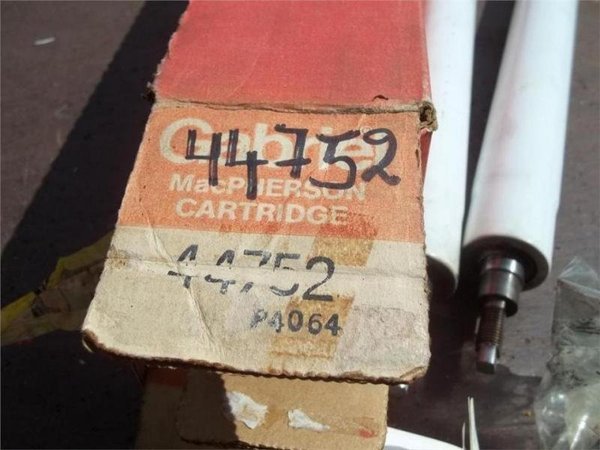 Gabriel
44752
MacPHERSON
CARTRIDGE
44752
P4064